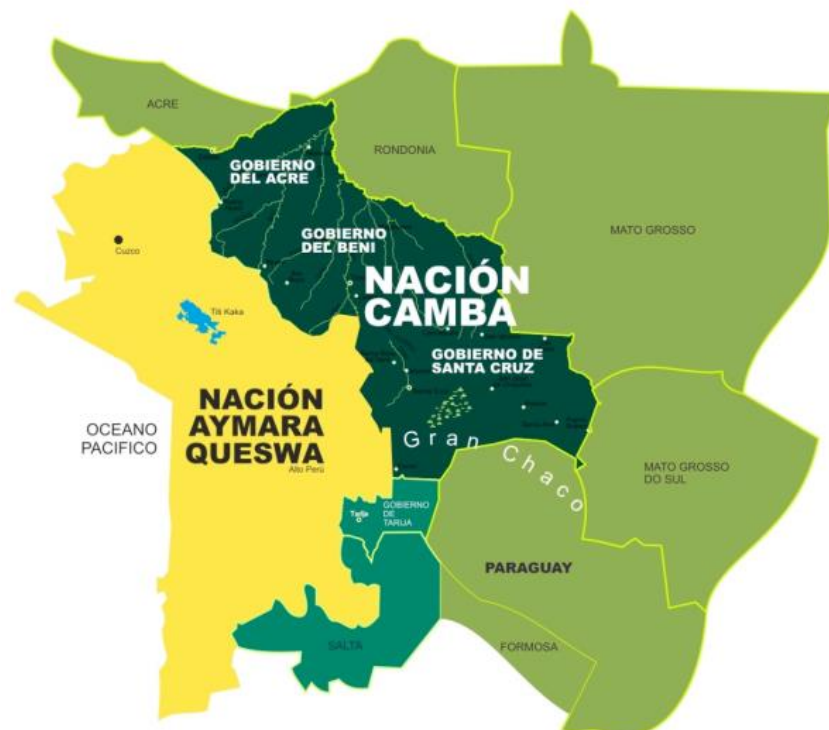 ACRE
RONDONIA
GOBIERNO
DEL ACRE
MATO GROSSO
GOBIERNO
DEL BENI
Cuzco
NACIÓN
CAMBA
Titi Kaka
GOBIERNO DE
SANTA CRUZ
NACIÓN
AYMARA
QUESWA
Alto Perú
OCEANO
PACIFICO
Gran Chaco
MATO GROSSO
DO SUL
GOBIERNO
DE
TARIJA
Tarija
PARAGUAY
SALTA
FORMOSA